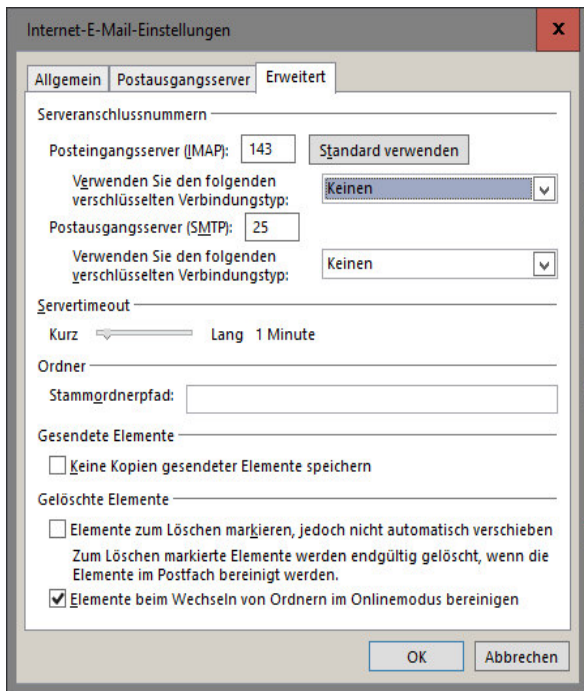 Internet-E-Mail-Einstellungen x
Allgemein Postausgangsserver Erweitert
Serveranschlussnummern
Posteingangsserver (IMAP): 143 Standard verwenden
Verwenden Sie den folgenden
verschlüsselten Verbindungstyp: Keinen
Postausgangsserver (SMTP): 25
Verwenden Sie den folgenden
verschlüsselten Verbindungstyp: Keinen
Servertimeout
Kurz Lang 1 Minute
Ordner
Stammordnerpfad:
Gesendete Elemente
Keine Kopien gesendeter Elemente speichern
Gelöschte Elemente
Elemente zum Löschen markieren, jedoch nicht automatisch verschieben
Zum Löschen markierte Elemente werden endgültig gelöscht, wenn die
Elemente im Postfach bereinigt werden.
Elemente beim Wechseln von Ordnern im Onlinemodus bereinigen
OK Abbrechen